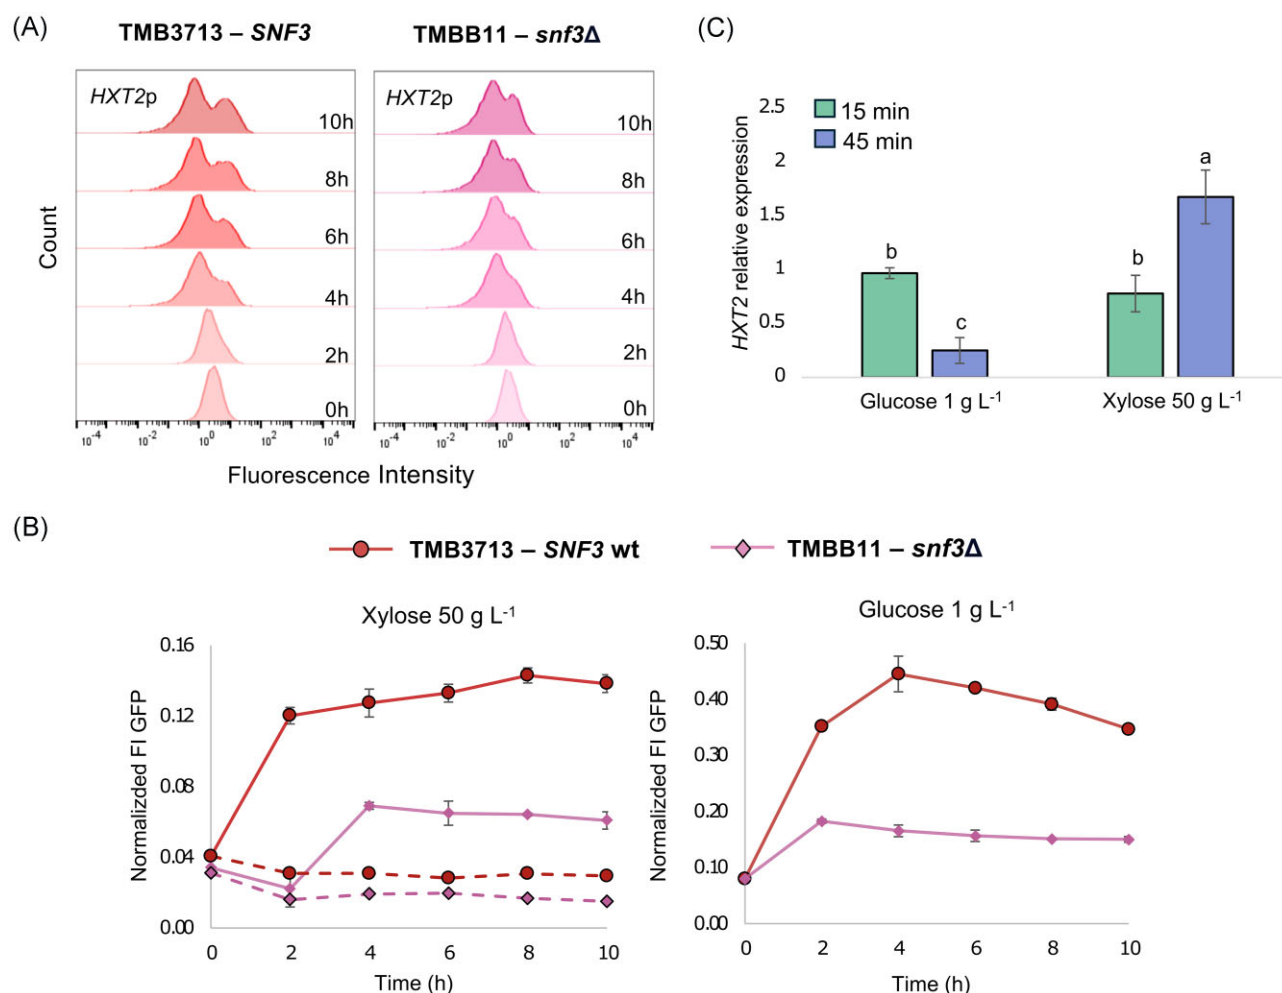 (A)
TMB3713 – SNF3
TMBB11 – snf3Δ
HXT2p
10h
8h
6h
4h
2h
0h
HXT2p
10h
8h
6h
4h
2h
0h
Count
10⁻⁴ 10⁻² 10⁰ 10² 10⁴
10⁻⁴ 10⁻² 10⁰ 10² 10⁴
Fluorescence Intensity
(C)
15 min
45 min
HXT2 relative expression
2.5
2
1.5
1
0.5
0
b
c
b
a
Glucose 1 g L⁻¹
Xylose 50 g L⁻¹
(B)
TMB3713 – SNF3 wt
TMBB11 – snf3Δ
Xylose 50 g L⁻¹
Normalizded FI GFP
0.16
0.12
0.08
0.04
0.00
0 2 4 6 8 10
Time (h)
Glucose 1 g L⁻¹
Normalizded FI GFP
0.50
0.40
0.30
0.20
0.10
0.00
0 2 4 6 8 10
Time (h)